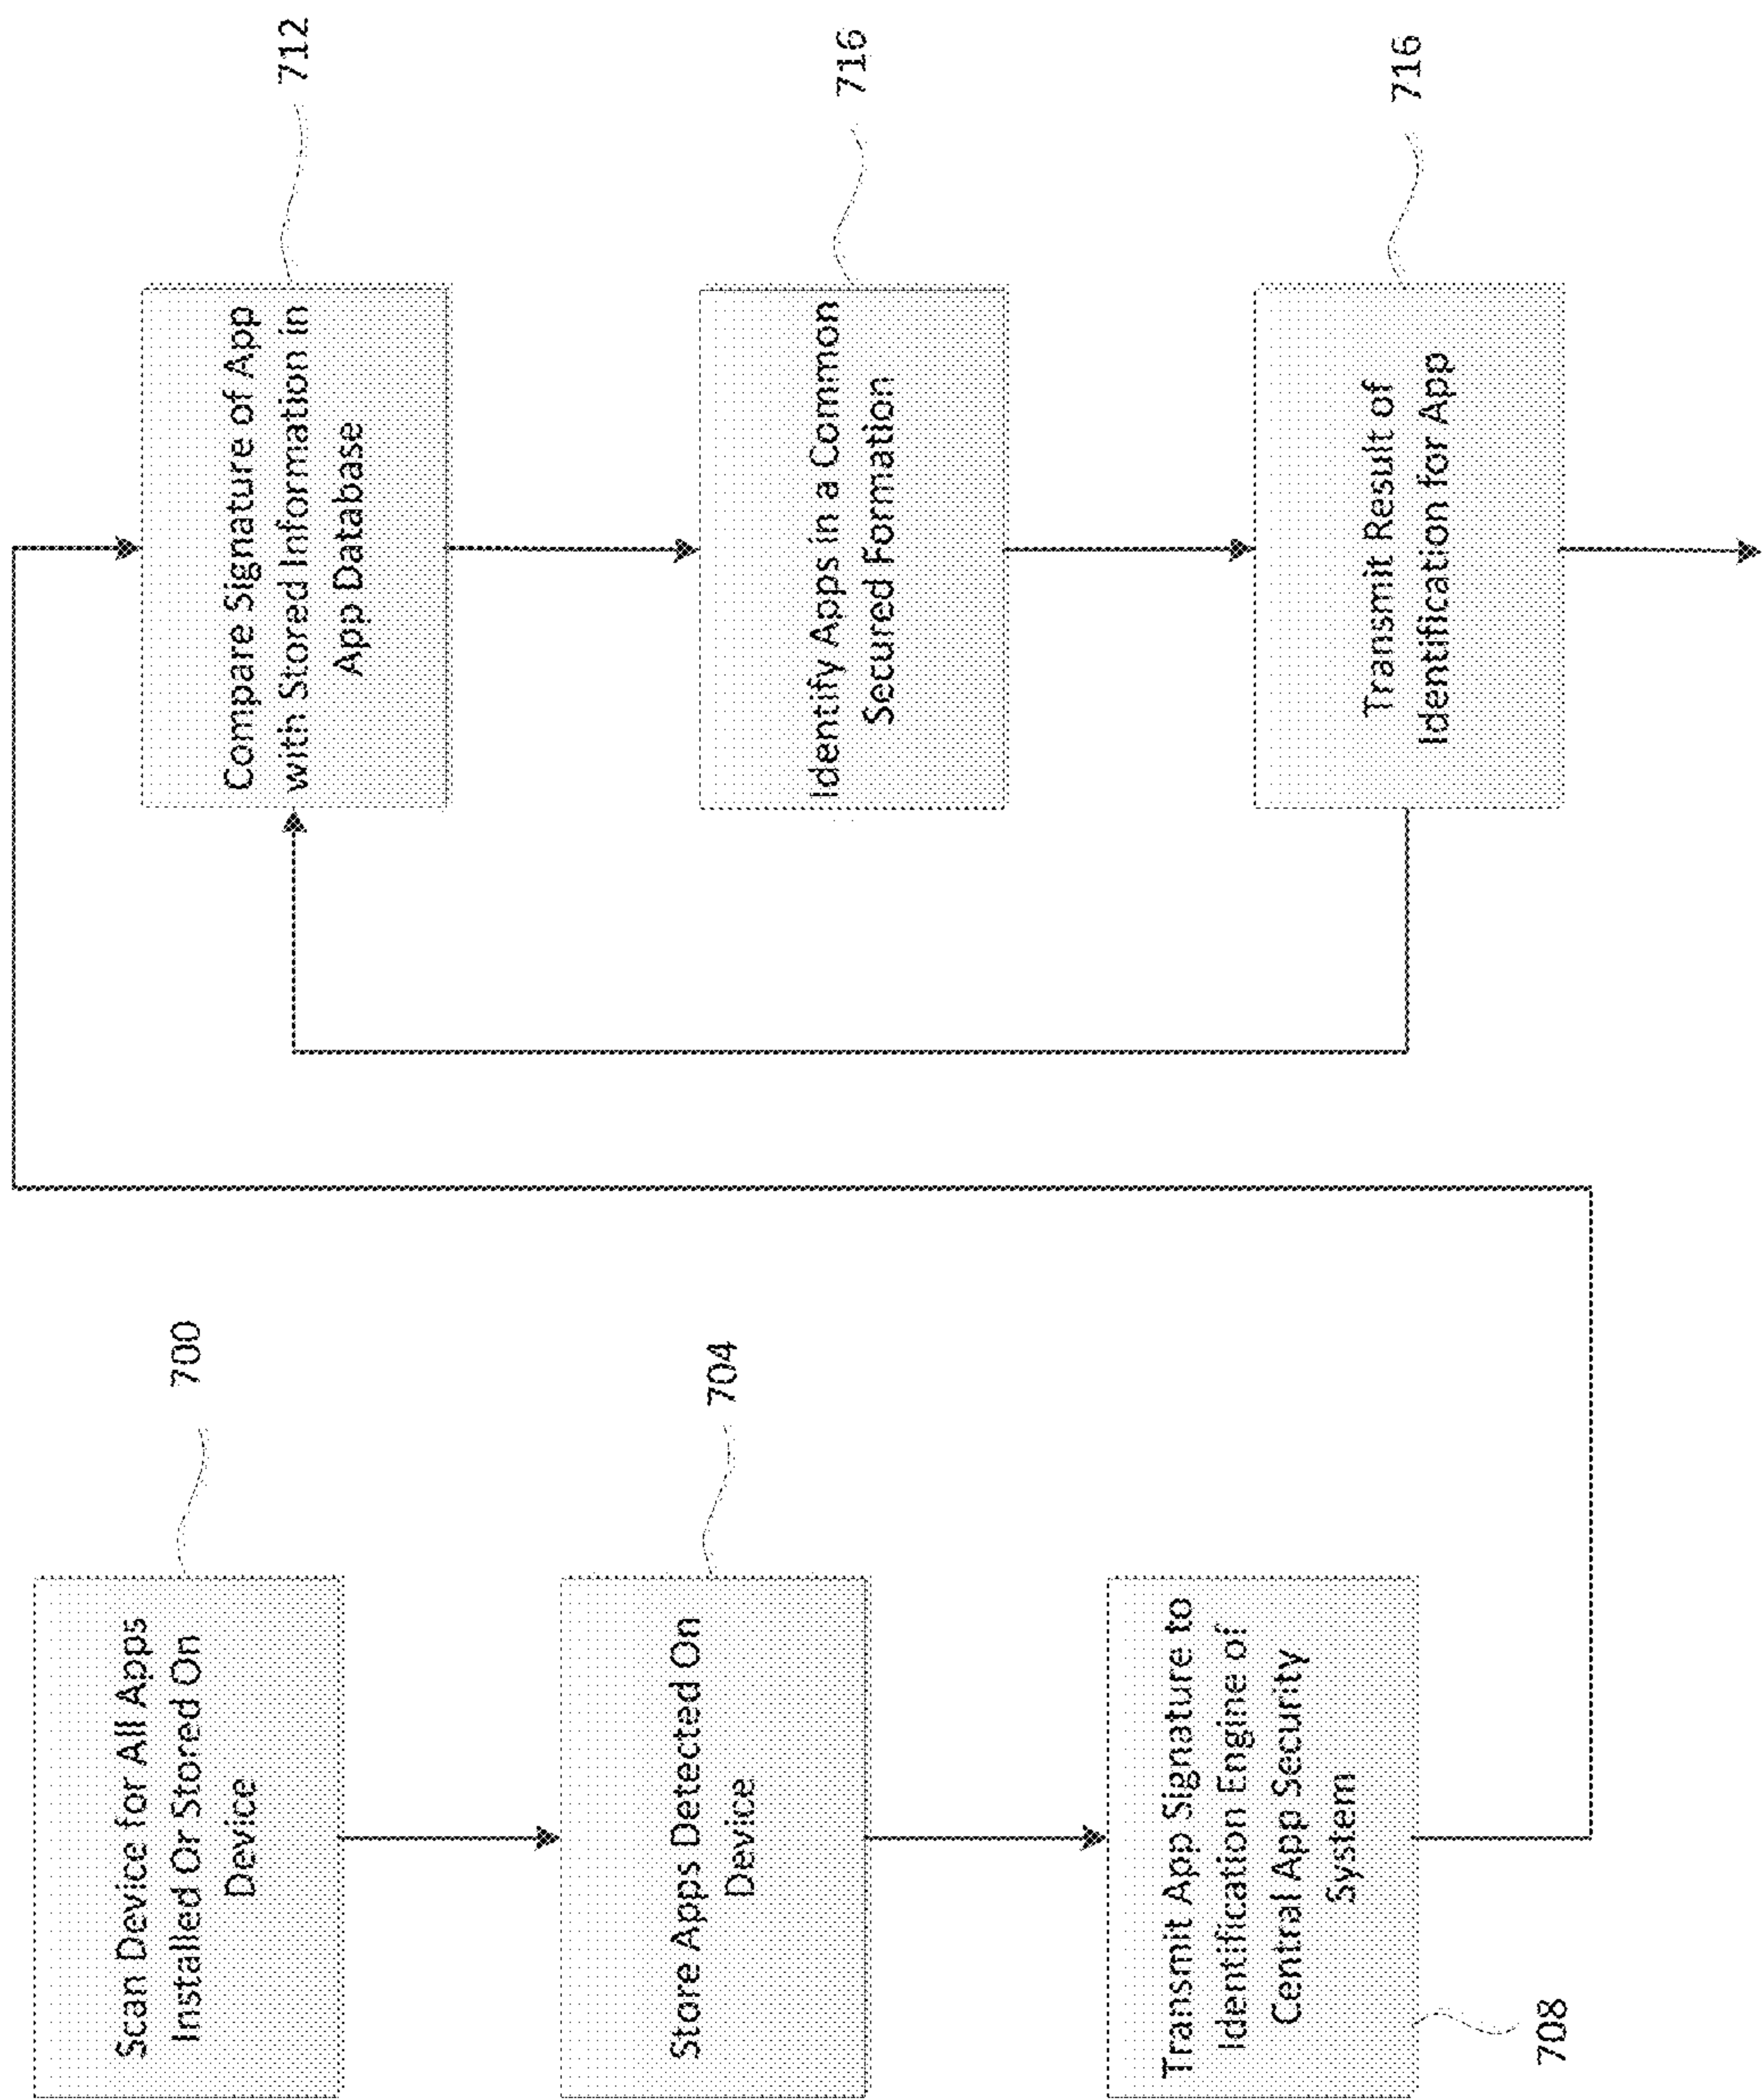 Scan Device for All Apps
Installed Or Stored On
Device
700
Store Apps Detected On
Device
704
Transmit App Signature to
Identification Engine of
Central App Security
System
708
Compare Signature of App
with Stored Information in
App Database
712
Identify Apps in a Common
Secured Formation
716
Transmit Result of
Identification for App
716